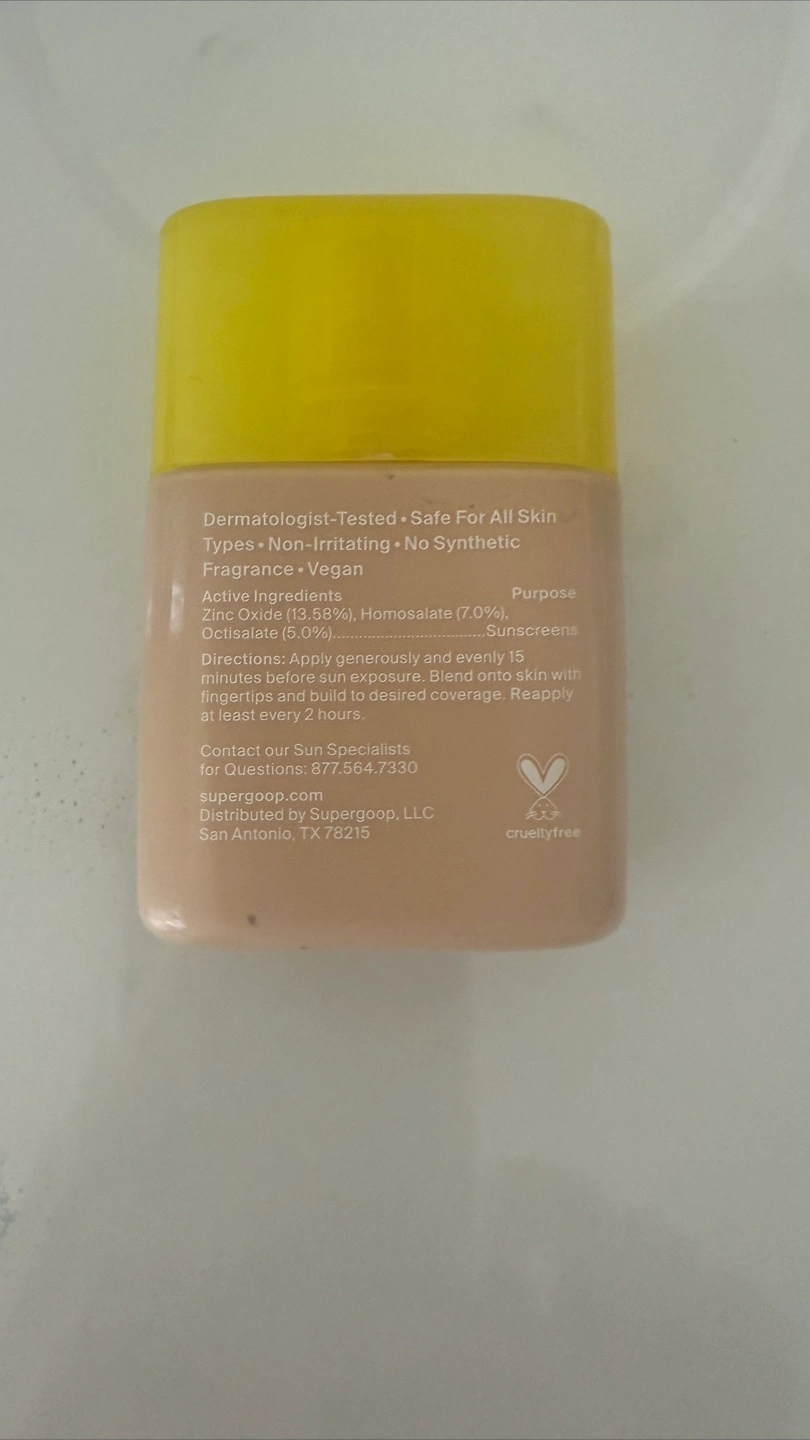 Dermatologist-Tested • Safe For All Skin
Types • Non-Irritating • No Synthetic
Fragrance • Vegan
Active Ingredients Purpose
Zinc Oxide (13.58%), Homosalate (7.0%),
Octisalate (5.0%)........................................Sunscreens
Directions: Apply generously and evenly 15
minutes before sun exposure. Blend onto skin with
fingertips and build to desired coverage. Reapply
at least every 2 hours.
Contact our Sun Specialists
for Questions: 877.564.7330
supergoop.com
Distributed by Supergoop, LLC
San Antonio, TX 78215
crueltyfree